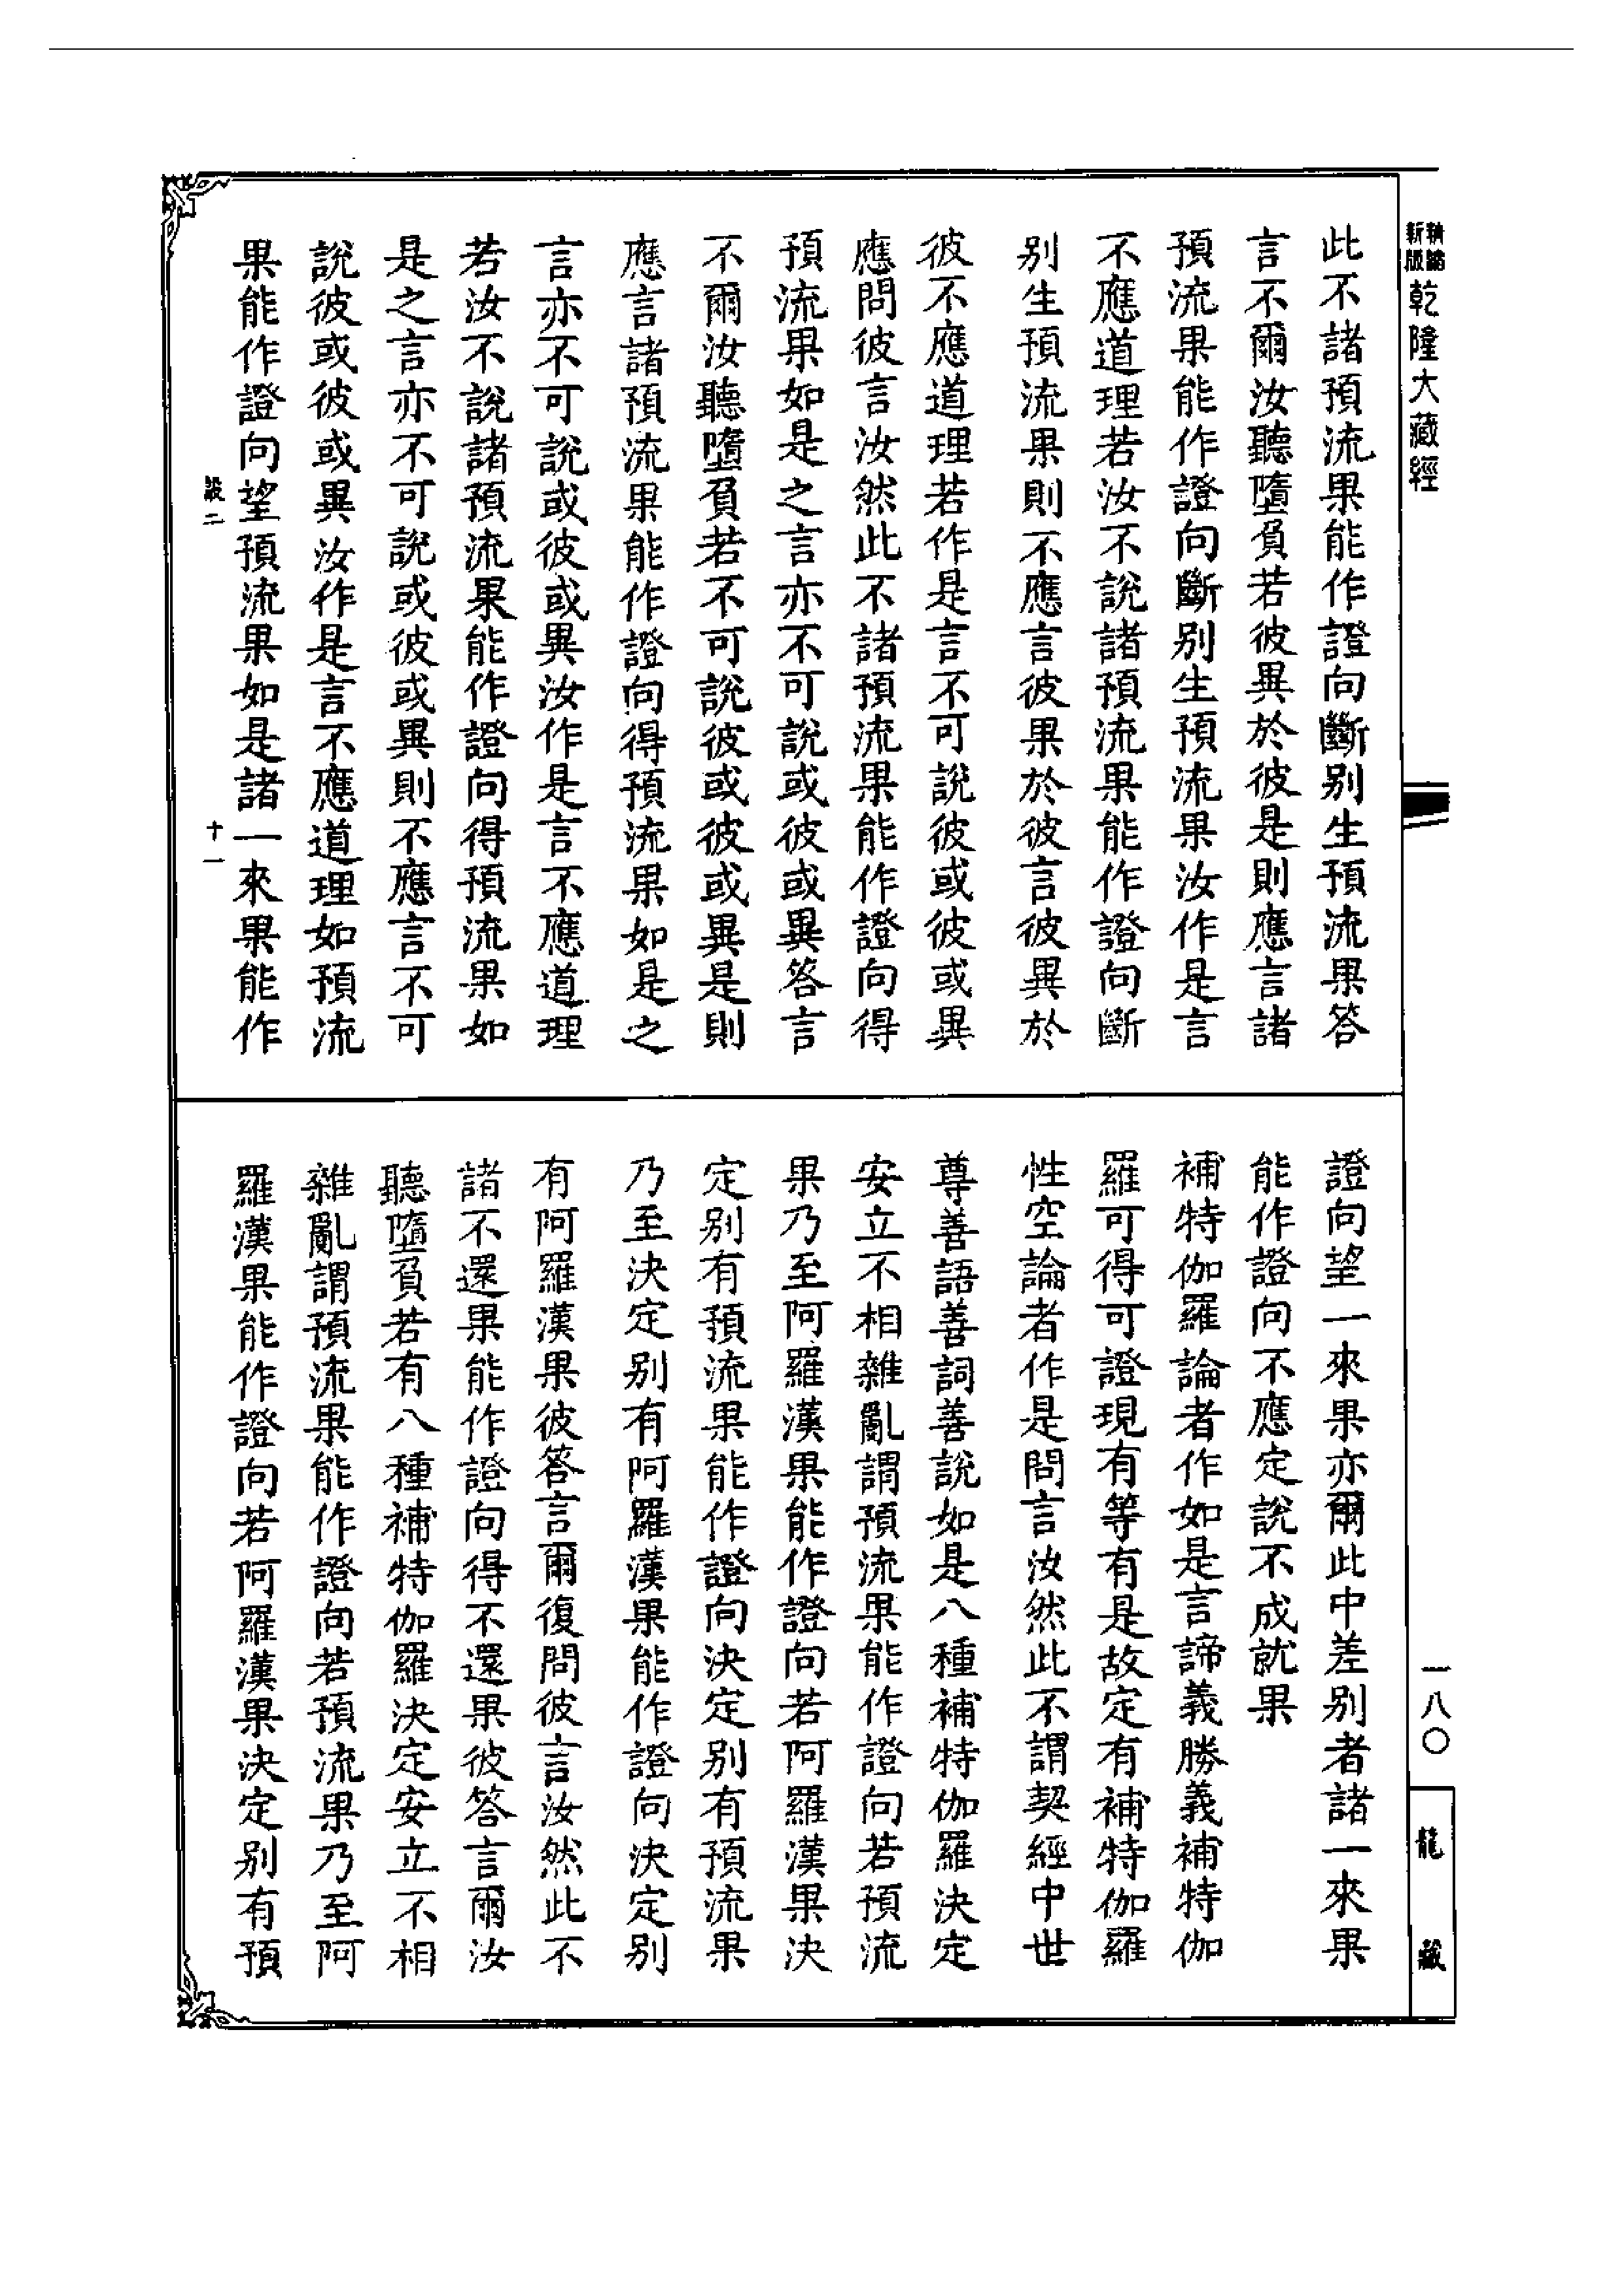 新編
新版
乾隆大藏經
此不諸預流果能作證向斷別生預流果答
言不爾汝聽墮負若彼異於彼是則應言諸
預流果能作證向斷別生預流果汝作是言
不應道理若汝不說諸預流果能作證向斷
別生預流果則不應言彼果於彼言彼異於
彼不應道理若作是言不可說彼或彼或異
應問彼言汝然此不諸預流果能作證向得
預流果如是之言亦不可說或彼或異答言
不爾汝聽墮負若不可說彼或彼或異是則
應言諸預流果能作證向得預流果如是之
言亦不可說或彼或異汝作是言不應道理
若汝不說諸預流果能作證向得預流果如
是之言亦不可說或彼或異則不應言不可
說彼或彼或異汝作是言不應道理如預流
果能作證向望預流果如是諸一來果能作
設二
十一
證向望一來果亦爾此中差別者諸一來果
能作證向不應定說不成就果
補特伽羅論者作如是言諦義勝義補特伽
羅可得可證現有等有是故定有補特伽羅
性空論者作是問言汝然此不謂契經中世
尊善語善詞善說如是八種補特伽羅決定
安立不相雜亂謂預流果能作證向若預流
果乃至阿羅漢果能作證向若阿羅漢果決
定別有預流果能作證向決定別有預流果
乃至決定別有阿羅漢果能作證向決定別
有阿羅漢果彼答言爾復問彼言汝然此不
諸不還果能作證向得不還果彼答言爾汝
聽墮負若有八種補特伽羅決定安立不相
雜亂謂預流果能作證向若預流果乃至阿
羅漢果能作證向若阿羅漢果決定別有預
一八〇
龍藏